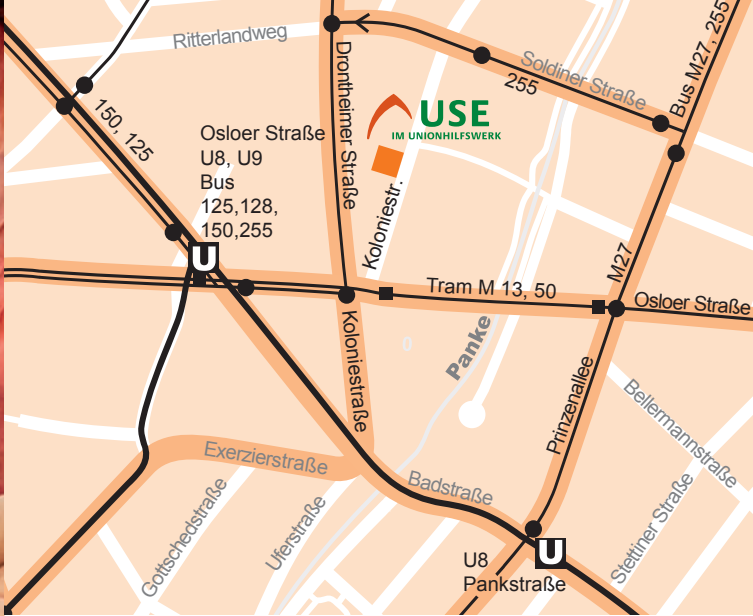 Ritterlandweg
Drontheimer Straße
Soldiner Straße
255
Bus M27, 255
150, 125
USE
IM UNIONHILFSWERK
Osloer Straße
U8, U9
Bus
125,128,
150,255
Koloniestr.
U
M27
Tram M 13, 50
Osloer Straße
Koloniestraße
0
Panke
Prinzenallee
Bellermannstraße
Exerzierstraße
Badstraße
Gottschedstraße
Uferstraße
Stettiner Straße
U
U8
Pankstraße